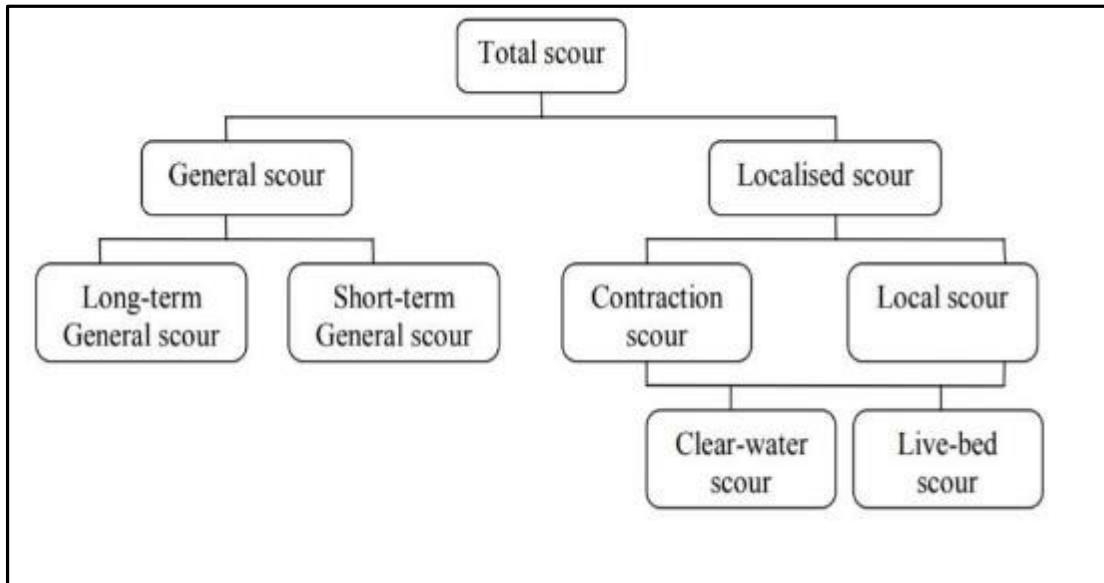 Total scour
General scour
Localised scour
Long-term
General scour
Short-term
General scour
Contraction
scour
Local scour
Clear-water
scour
Live-bed
scour